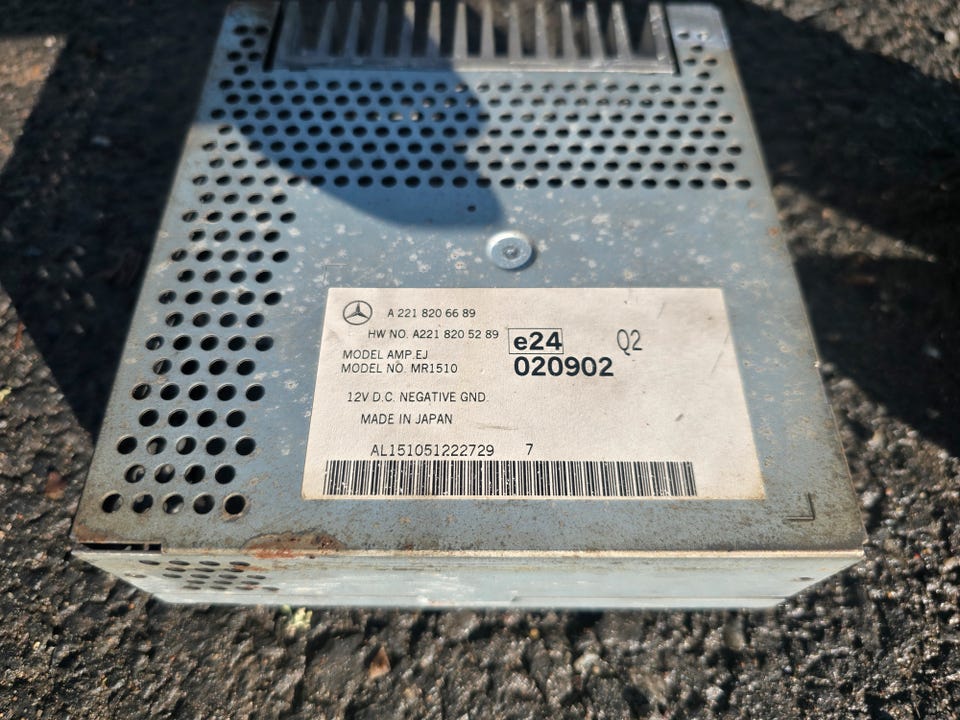 A 221 820 66 89
HW NO. A221 820 52 89
e24
Q2
MODEL AMP.EJ
MODEL NO. MR1510
020902
12V D.C. NEGATIVE GND.
MADE IN JAPAN
AL151051222729 7